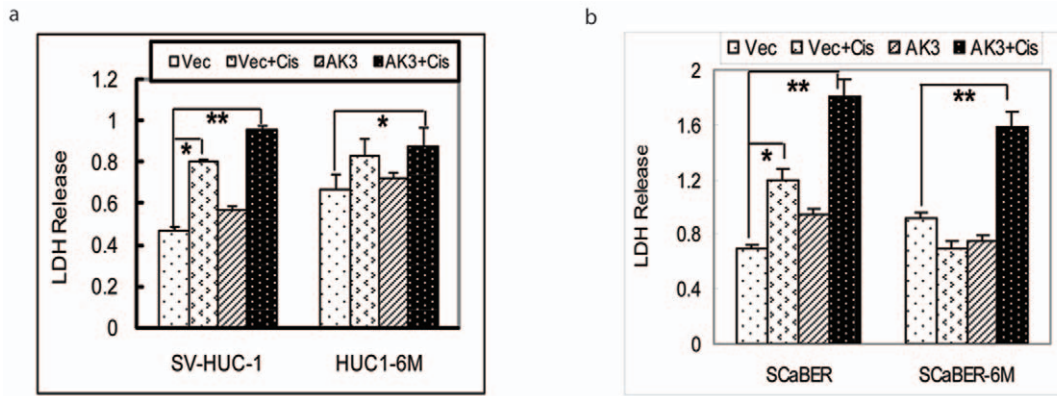 a
Vec Vec+Cis AK3 AK3+Cis
LDH Release
1.2
1
0.8
0.6
0.4
0.2
0
*
**
*
SV-HUC-1 HUC1-6M
b
Vec Vec+Cis AK3 AK3+Cis
LDH Release
2
1.6
1.2
0.8
0.4
0
*
**
**
SCaBER SCaBER-6M